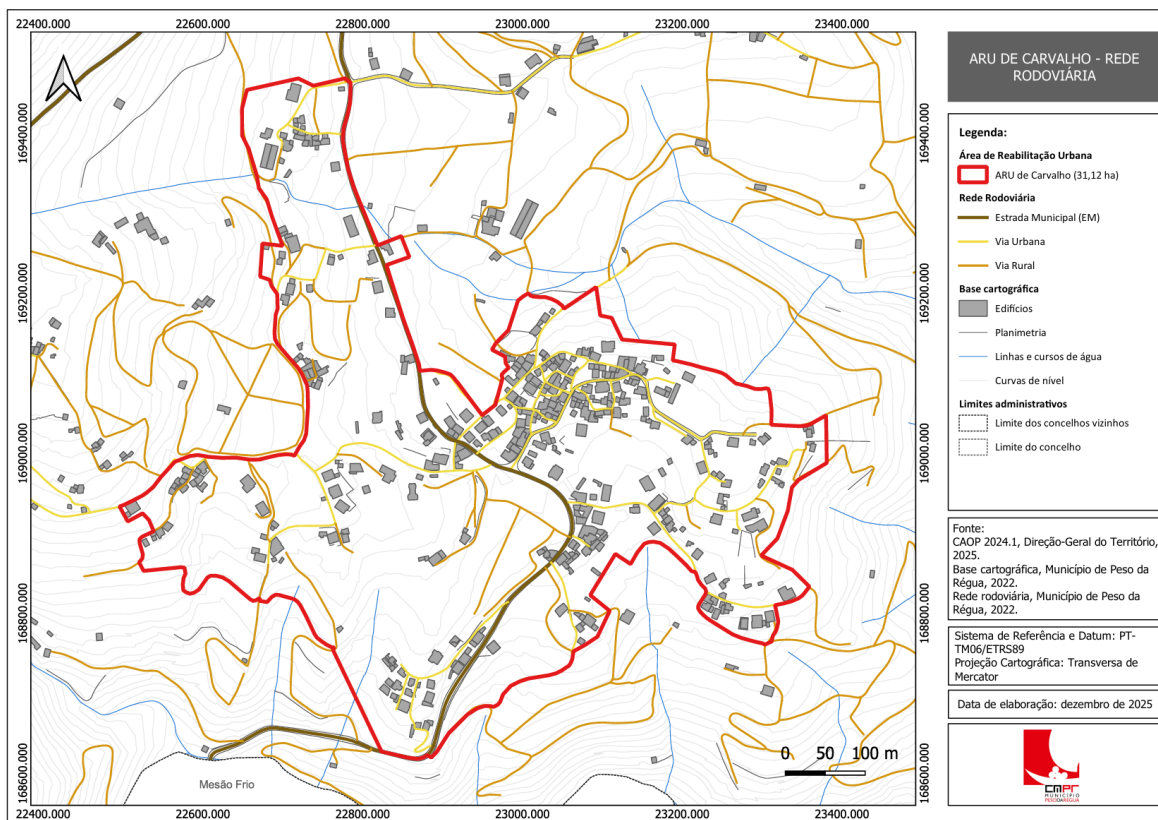 22400.000
22600.000
22800.000
23000.000
23200.000
23400.000
169400.000
169200.000
169000.000
168800.000
168600.000
169400.000
169200.000
169000.000
168800.000
168600.000
Mesão Frio
0 50 100 m
22400.000
22600.000
22800.000
23000.000
23200.000
23400.000
ARU DE CARVALHO - REDE
RODOVIÁRIA
Legenda:
Área de Reabilitação Urbana
ARU de Carvalho (31,12 ha)
Rede Rodoviária
Estrada Municipal (EM)
Via Urbana
Via Rural
Base cartográfica
Edifícios
Planimetria
Linhas e cursos de água
Curvas de nível
Limites administrativos
Limite dos concelhos vizinhos
Limite do concelho
Fonte:
CAOP 2024.1, Direção-Geral do Território,
2025.
Base cartográfica, Município de Peso da
Régua, 2022.
Rede rodoviária, Município de Peso da
Régua, 2022.
Sistema de Referência e Datum: PT-
TM06/ETRS89
Projeção Cartográfica: Transversa de
Mercator
Data de elaboração: dezembro de 2025
CMPR
MUNICÍPIO
PESODARÉGUA